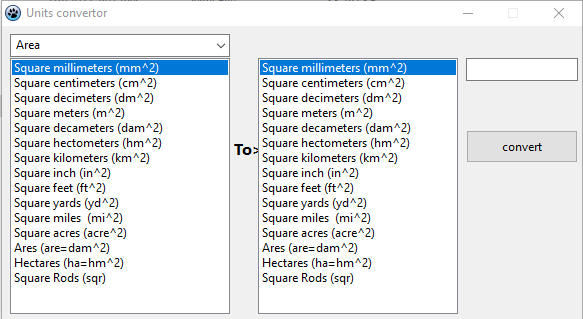 Units convertor
Area
Square millimeters (mm^2)
Square centimeters (cm^2)
Square decimeters (dm^2)
Square meters (m^2)
Square decameters (dam^2)
Square hectometers (hm^2)
Square kilometers (km^2)
Square inch (in^2)
Square feet (ft^2)
Square yards (yd^2)
Square miles  (mi^2)
Square acres (acre^2)
Ares (are=dam^2)
Hectares (ha=hm^2)
Square Rods (sqr)
To>
Square millimeters (mm^2)
Square centimeters (cm^2)
Square decimeters (dm^2)
Square meters (m^2)
Square decameters (dam^2)
Square hectometers (hm^2)
Square kilometers (km^2)
Square inch (in^2)
Square feet (ft^2)
Square yards (yd^2)
Square miles  (mi^2)
Square acres (acre^2)
Ares (are=dam^2)
Hectares (ha=hm^2)
Square Rods (sqr)
convert